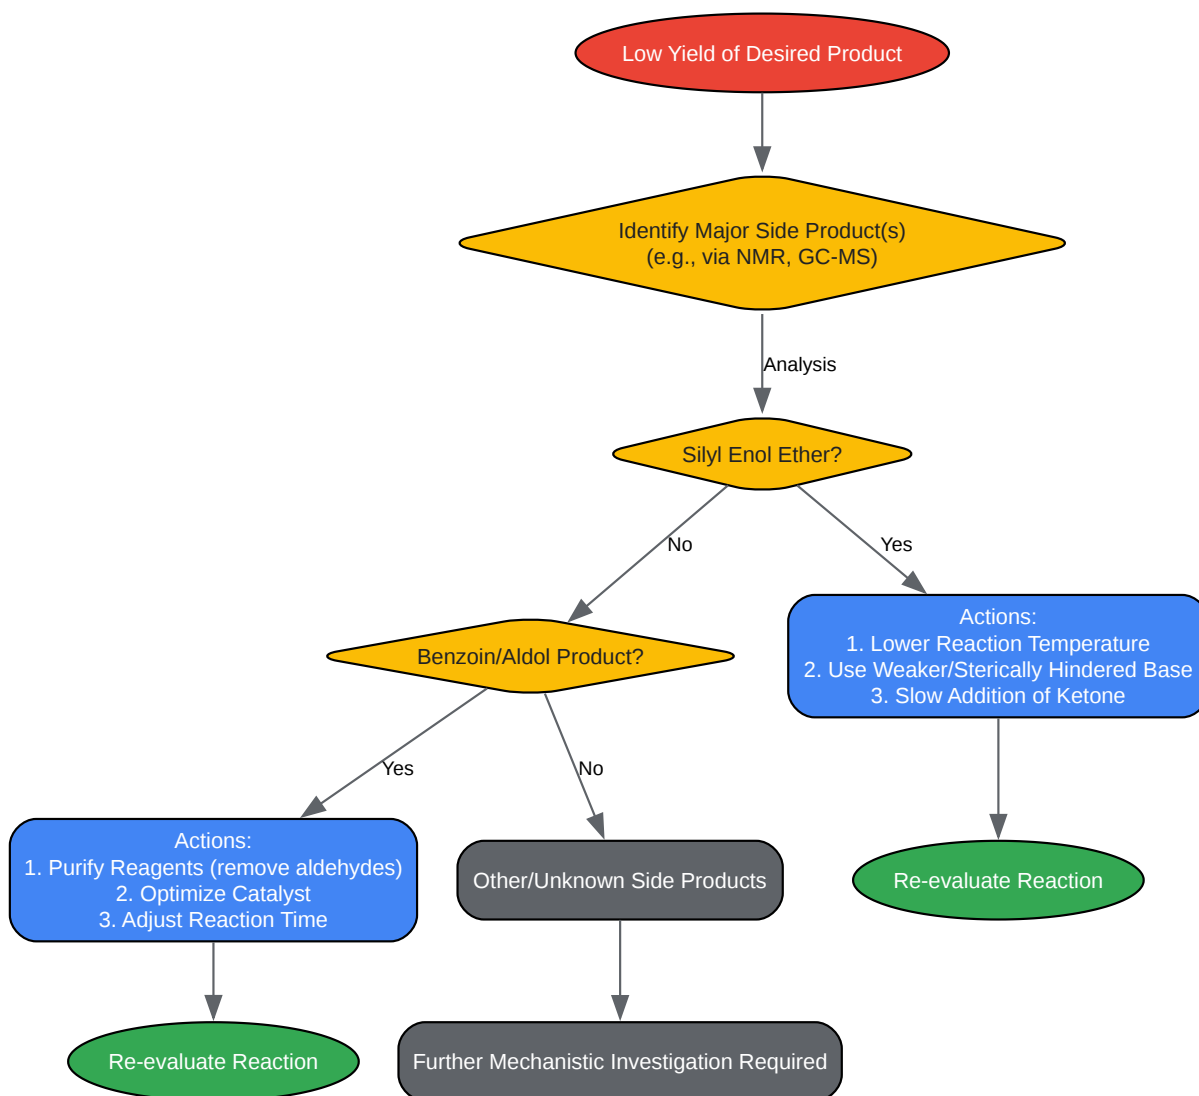 Low Yield of Desired Product
Identify Major Side Product(s)
(e.g., via NMR, GC-MS)
Analysis
Silyl Enol Ether?
No
Yes
Actions:
1. Lower Reaction Temperature
2. Use Weaker/Sterically Hindered Base
3. Slow Addition of Ketone
Benzoin/Aldol Product?
Yes
No
Actions:
1. Purify Reagents (remove aldehydes)
2. Optimize Catalyst
3. Adjust Reaction Time
Other/Unknown Side Products
Re-evaluate Reaction
Re-evaluate Reaction
Further Mechanistic Investigation Required